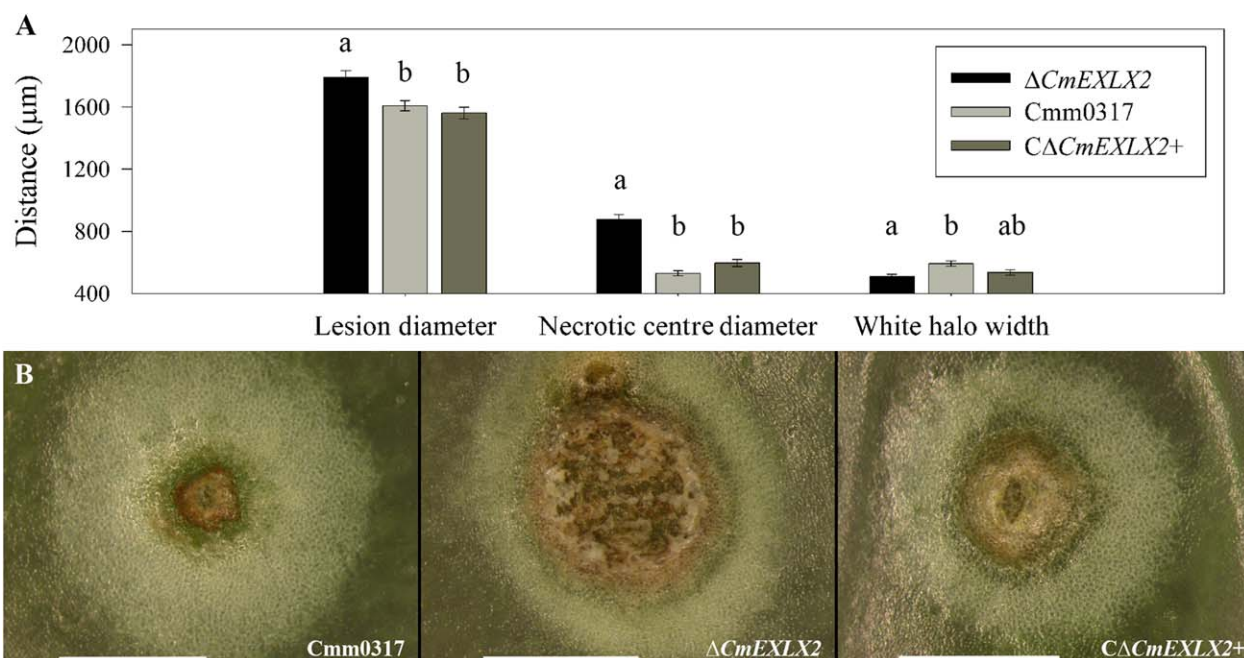 A
Distance (µm)
2000
1600
1200
800
400
a
b
b
a
b
b
a
b
ab
ΔCmEXLX2
Cmm0317
CΔCmEXLX2+
Lesion diameter
Necrotic centre diameter
White halo width
B
Cmm0317
ΔCmEXLX2
CΔCmEXLX2+